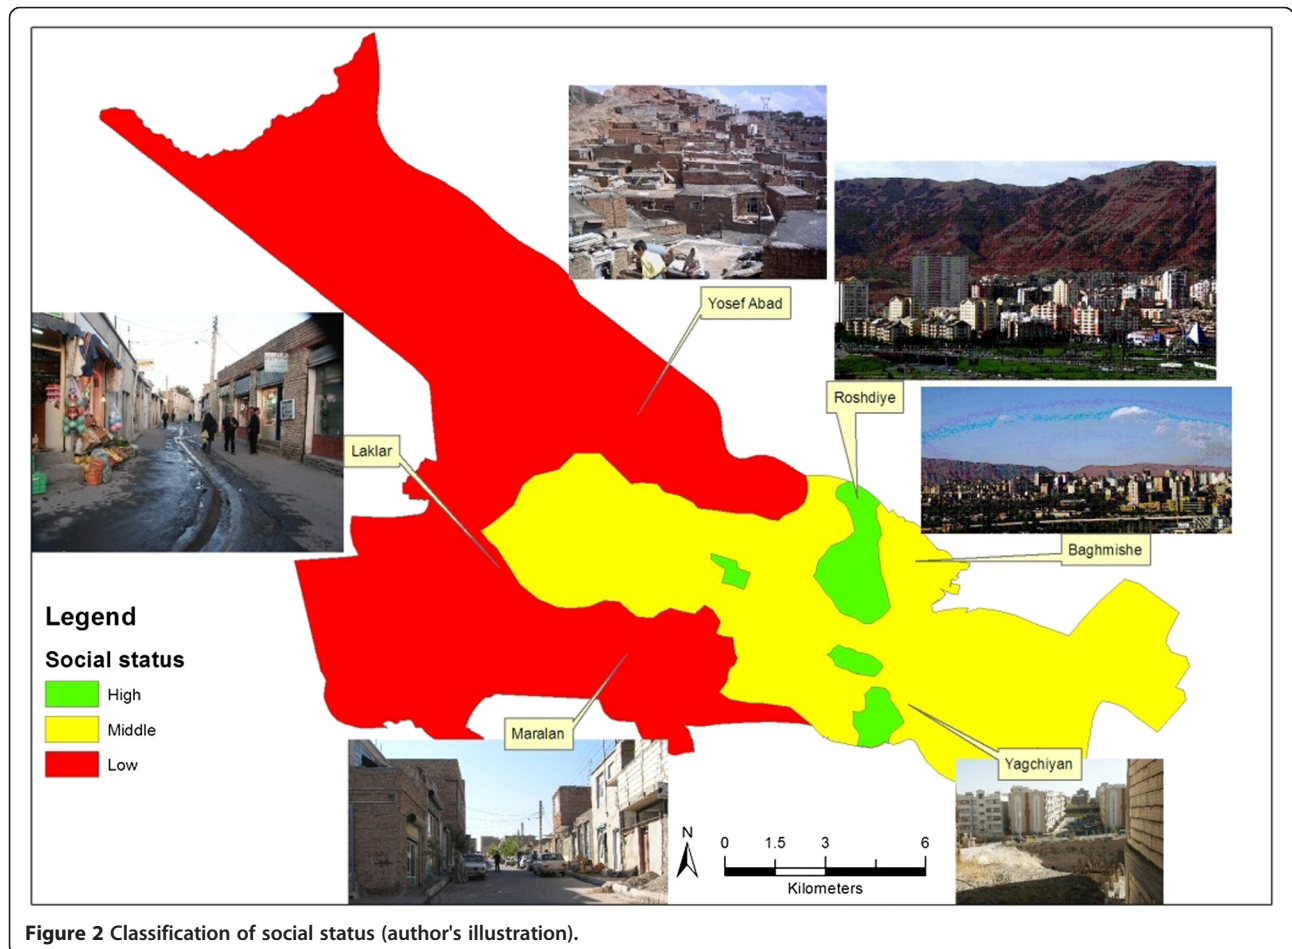 Yosef Abad
Roshdiye
Laklar
Baghmishe
Legend
Social status
High
Middle
Low
Maralan
Yagchiyan
N
0 1.5 3 6
Kilometers
Figure 2 Classification of social status (author's illustration).